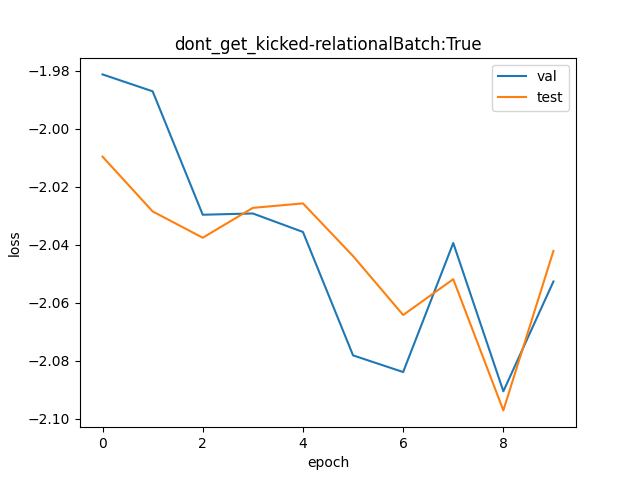 dont_get_kicked-relationalBatch:True
val
test
−1.98
−2.00
−2.02
−2.04
−2.06
−2.08
−2.10
loss
0 2 4 6 8
epoch